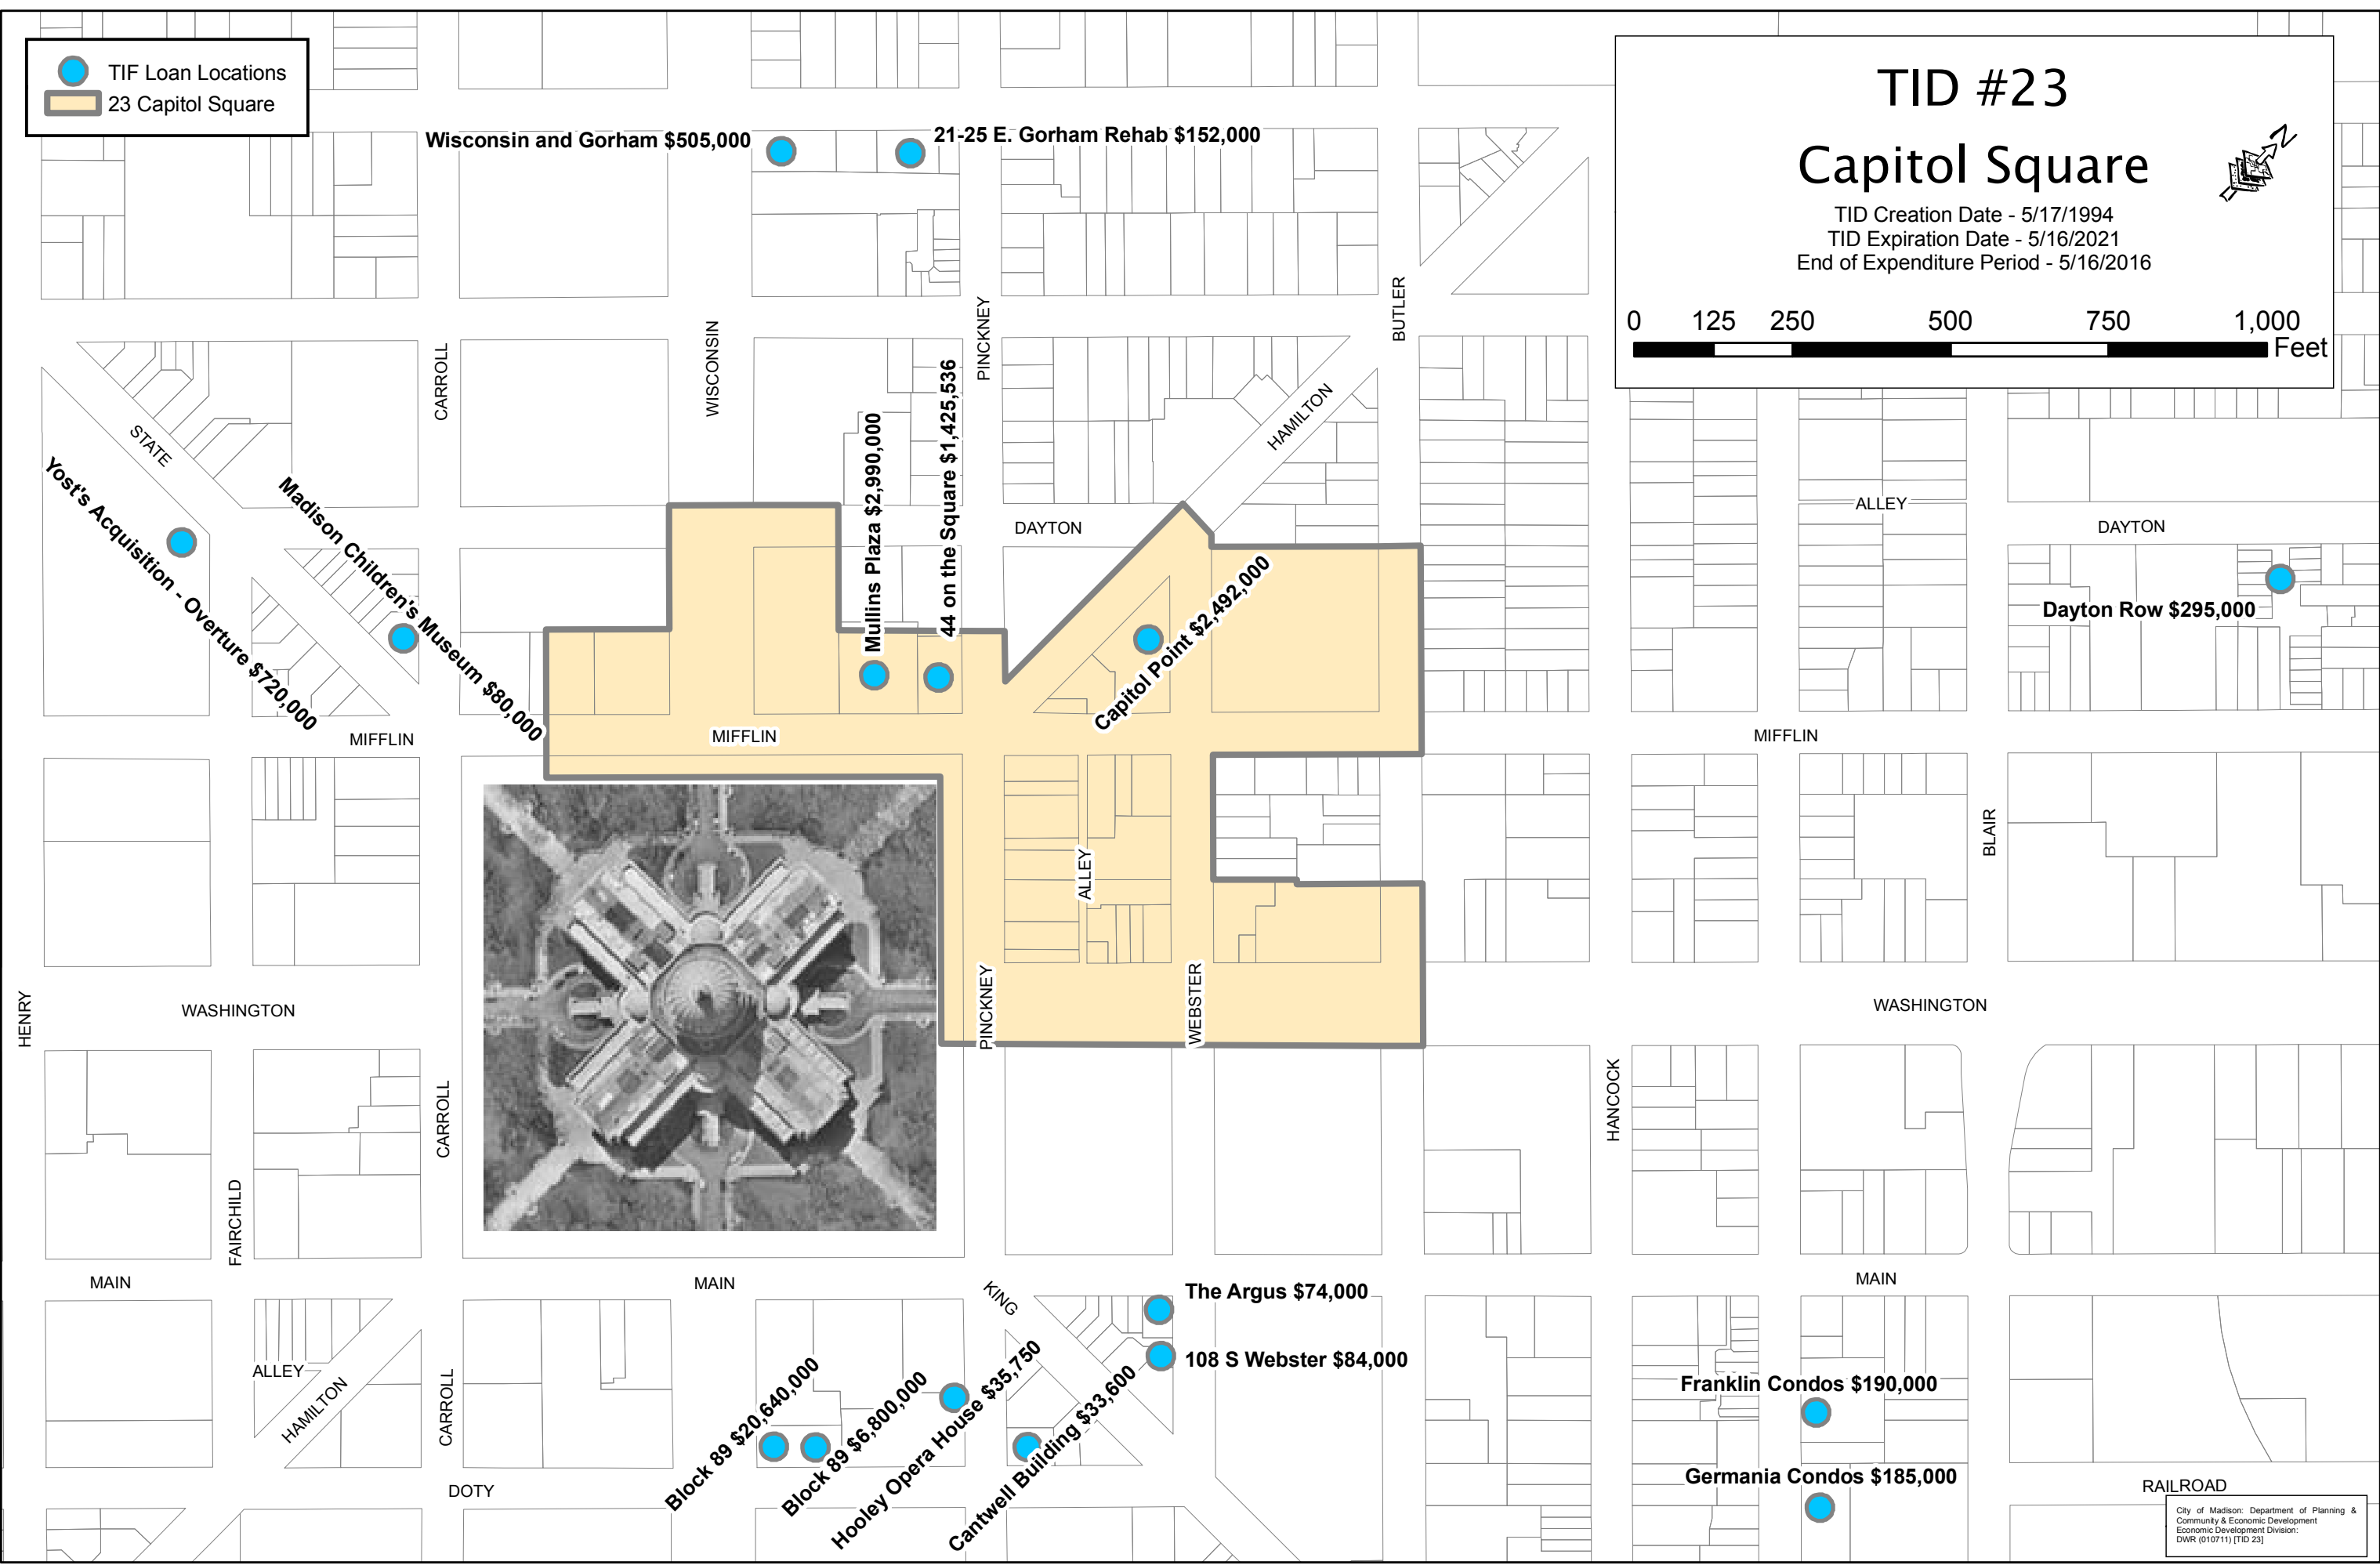 TIF Loan Locations
23 Capitol Square
TID #23
Capitol Square
TID Creation Date - 5/17/1994
TID Expiration Date - 5/16/2021
End of Expenditure Period - 5/16/2016
N
0 125 250 500 750 1,000
Feet
Wisconsin and Gorham $505,000
21-25 E. Gorham Rehab $152,000
CARROLL
WISCONSIN
PINCKNEY
BUTLER
HAMILTON
STATE
Yost's Acquisition - Overture $720,000
Madison Children's Museum $80,000
Mullins Plaza $2,990,000
44 on the Square $1,425,536
DAYTON
Capitol Point $2,492,000
ALLEY
DAYTON
Dayton Row $295,000
MIFFLIN
MIFFLIN
MIFFLIN
ALLEY
BLAIR
HENRY
WASHINGTON
PINCKNEY
WEBSTER
WASHINGTON
CARROLL
HANCOCK
FAIRCHILD
MAIN
MAIN
KING
MAIN
The Argus $74,000
108 S Webster $84,000
ALLEY
HAMILTON
CARROLL
Block 89 $20,640,000
Block 89 $6,800,000
Hooley Opera House $35,750
Cantwell Building $33,600
Franklin Condos $190,000
Germania Condos $185,000
DOTY
RAILROAD
City of Madison: Department of Planning &
Community & Economic Development
Economic Development Division:
DWR (010711) [TID 23]